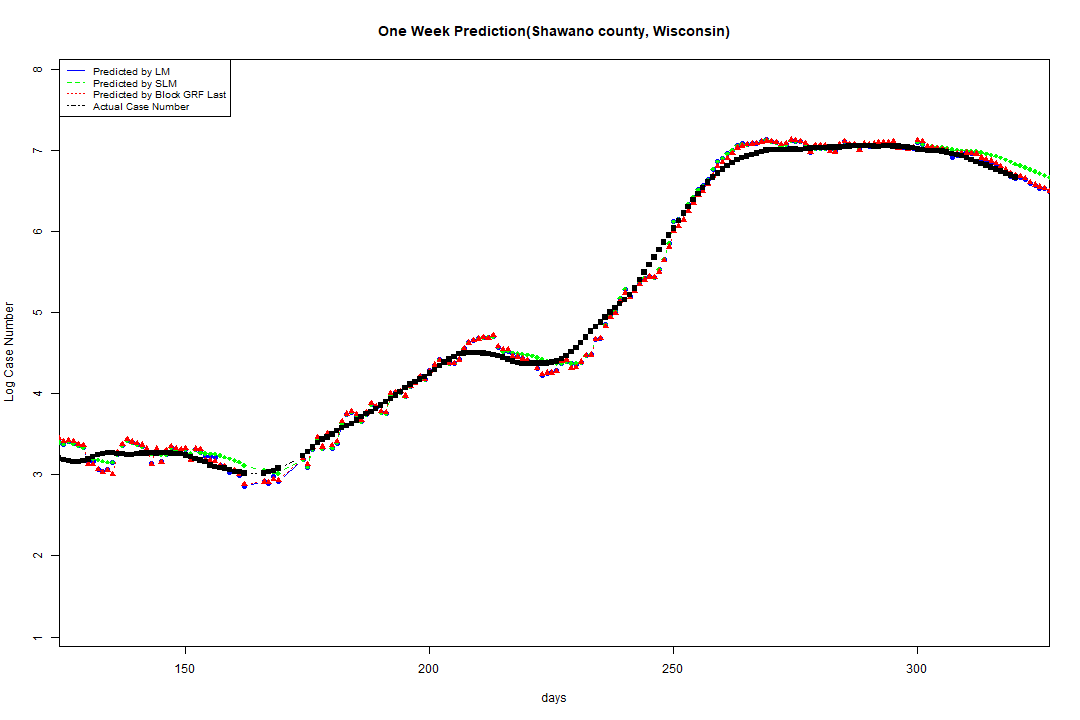 One Week Prediction(Shawano county, Wisconsin)
Predicted by LM
Predicted by SLM
Predicted by Block GRF Last
Actual Case Number
8
7
6
5
4
3
2
1
Log Case Number
150 200 250 300
days